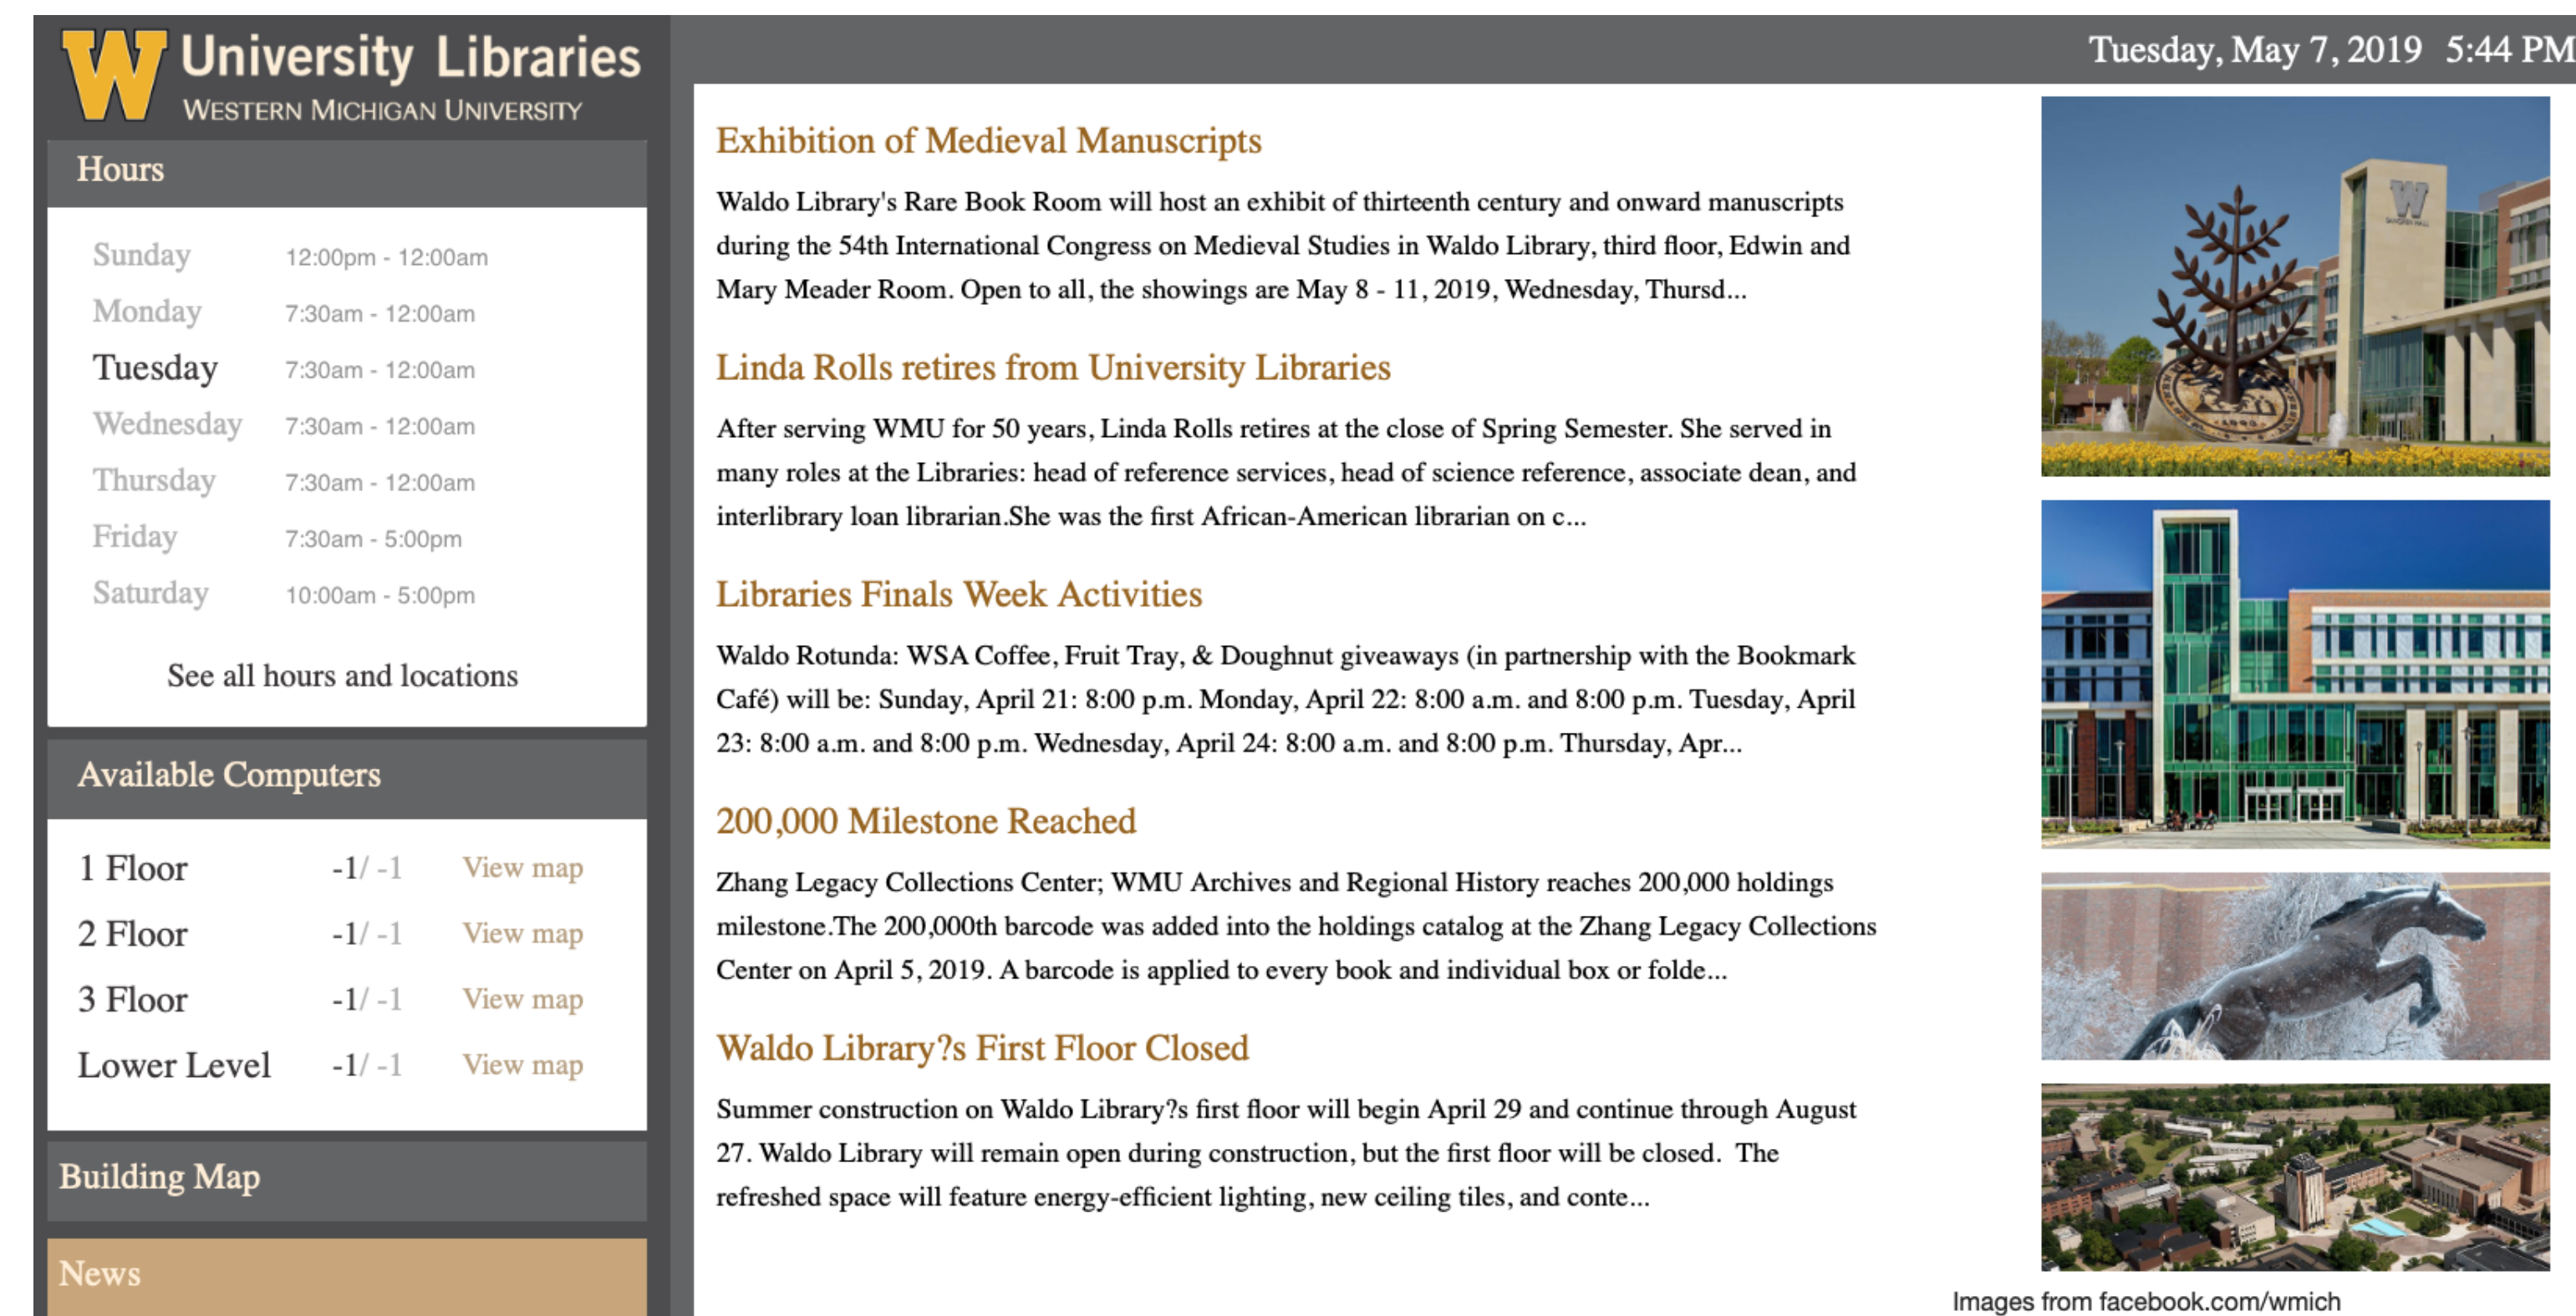 W University Libraries
WESTERN MICHIGAN UNIVERSITY
Tuesday, May 7, 2019 5:44 PM
Hours
Sunday 12:00pm - 12:00am
Monday 7:30am - 12:00am
Tuesday 7:30am - 12:00am
Wednesday 7:30am - 12:00am
Thursday 7:30am - 12:00am
Friday 7:30am - 5:00pm
Saturday 10:00am - 5:00pm
See all hours and locations
Available Computers
1 Floor -1/ -1 View map
2 Floor -1/ -1 View map
3 Floor -1/ -1 View map
Lower Level -1/ -1 View map
Building Map
News
Exhibition of Medieval Manuscripts
Waldo Library's Rare Book Room will host an exhibit of thirteenth century and onward manuscripts
during the 54th International Congress on Medieval Studies in Waldo Library, third floor, Edwin and
Mary Meader Room. Open to all, the showings are May 8 - 11, 2019, Wednesday, Thursd...
Linda Rolls retires from University Libraries
After serving WMU for 50 years, Linda Rolls retires at the close of Spring Semester. She served in
many roles at the Libraries: head of reference services, head of science reference, associate dean, and
interlibrary loan librarian.She was the first African-American librarian on c...
Libraries Finals Week Activities
Waldo Rotunda: WSA Coffee, Fruit Tray, & Doughnut giveaways (in partnership with the Bookmark
Café) will be: Sunday, April 21: 8:00 p.m. Monday, April 22: 8:00 a.m. and 8:00 p.m. Tuesday, April
23: 8:00 a.m. and 8:00 p.m. Wednesday, April 24: 8:00 a.m. and 8:00 p.m. Thursday, Apr...
200,000 Milestone Reached
Zhang Legacy Collections Center; WMU Archives and Regional History reaches 200,000 holdings
milestone.The 200,000th barcode was added into the holdings catalog at the Zhang Legacy Collections
Center on April 5, 2019. A barcode is applied to every book and individual box or folde...
Waldo Library?s First Floor Closed
Summer construction on Waldo Library?s first floor will begin April 29 and continue through August
27. Waldo Library will remain open during construction, but the first floor will be closed.  The
refreshed space will feature energy-efficient lighting, new ceiling tiles, and conte...
W
Images from facebook.com/wmich